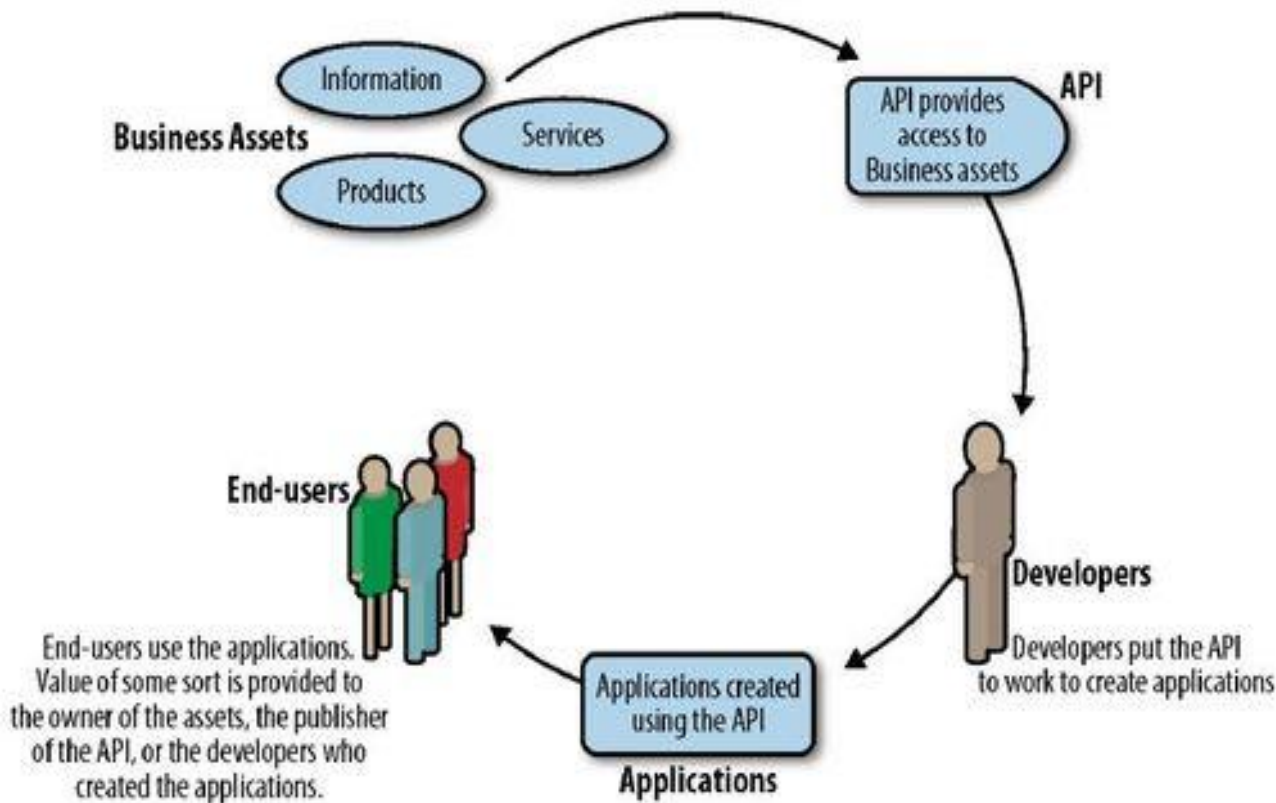 Information
Business Assets
Services
Products
API
API provides
access to
Business assets
End-users
Developers
Developers put the API
to work to create applications
End-users use the applications.
Value of some sort is provided to
the owner of the assets, the publisher
of the API, or the developers who
created the applications.
Applications created
using the API
Applications